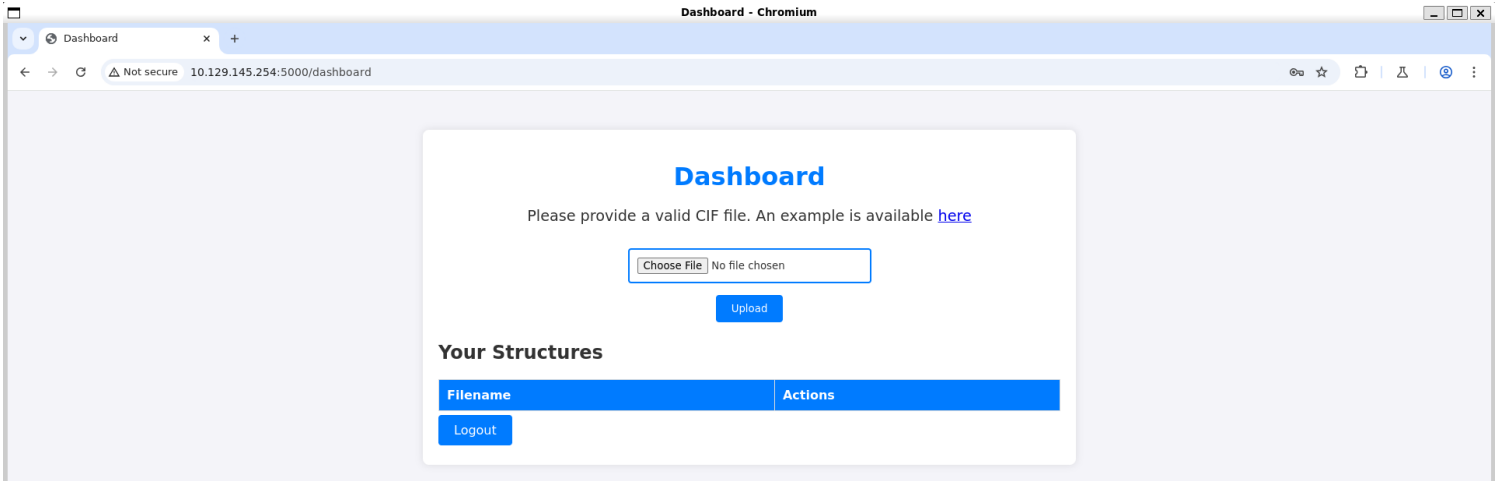 Dashboard - Chromium
Dashboard
Not secure 10.129.145.254:5000/dashboard
Dashboard
Please provide a valid CIF file. An example is available here
Choose File No file chosen
Upload
Your Structures
Filename Actions
Logout